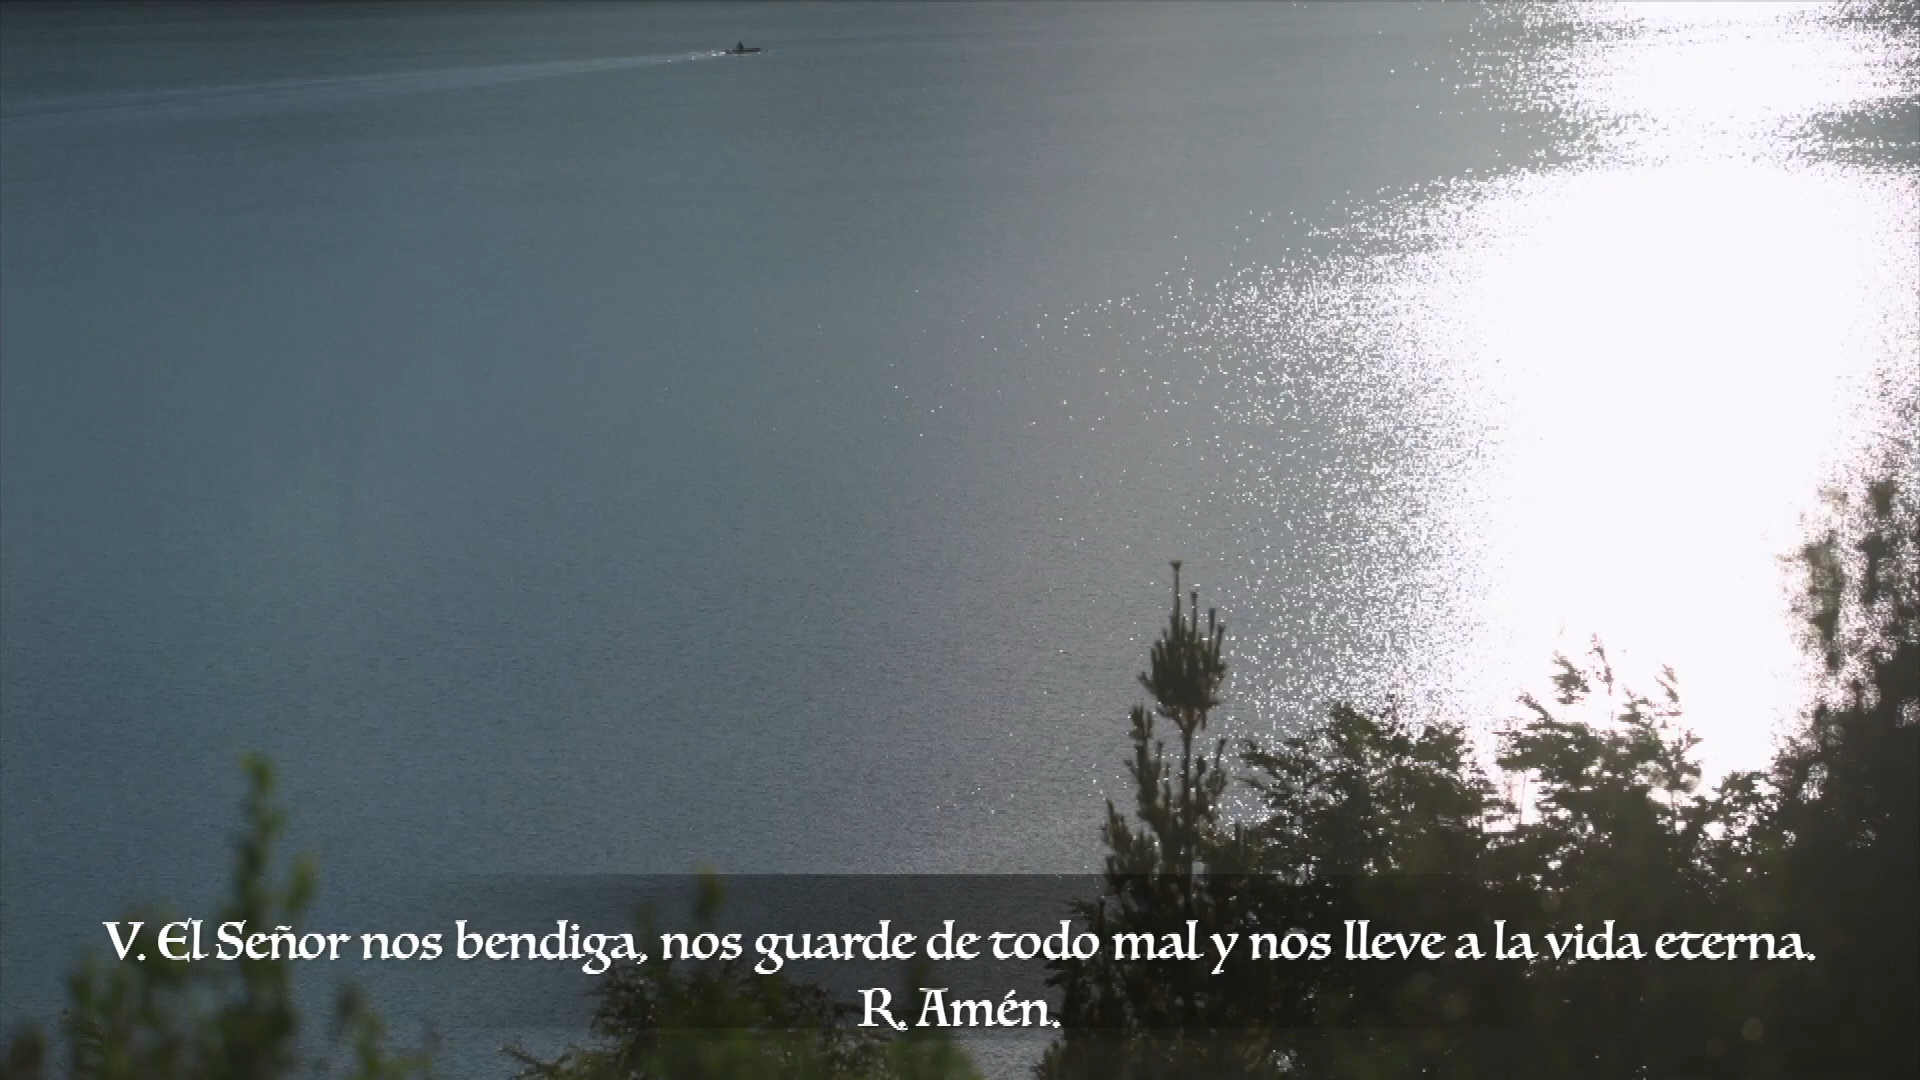 V. El Señor nos bendiga, nos guarde de todo mal y nos lleve a la vida eterna.
R. Amén.